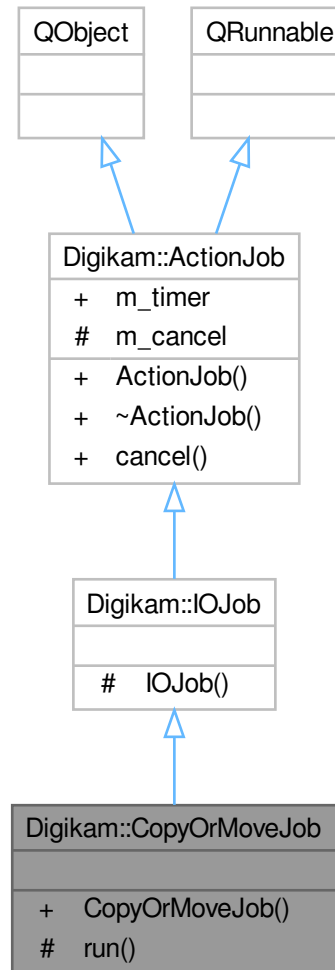 QObject
QRunnable
Digikam::ActionJob
+ m_timer
# m_cancel
+ ActionJob()
+ ~ActionJob()
+ cancel()
Digikam::IOJob
# IOJob()
Digikam::CopyOrMoveJob
+ CopyOrMoveJob()
# run()